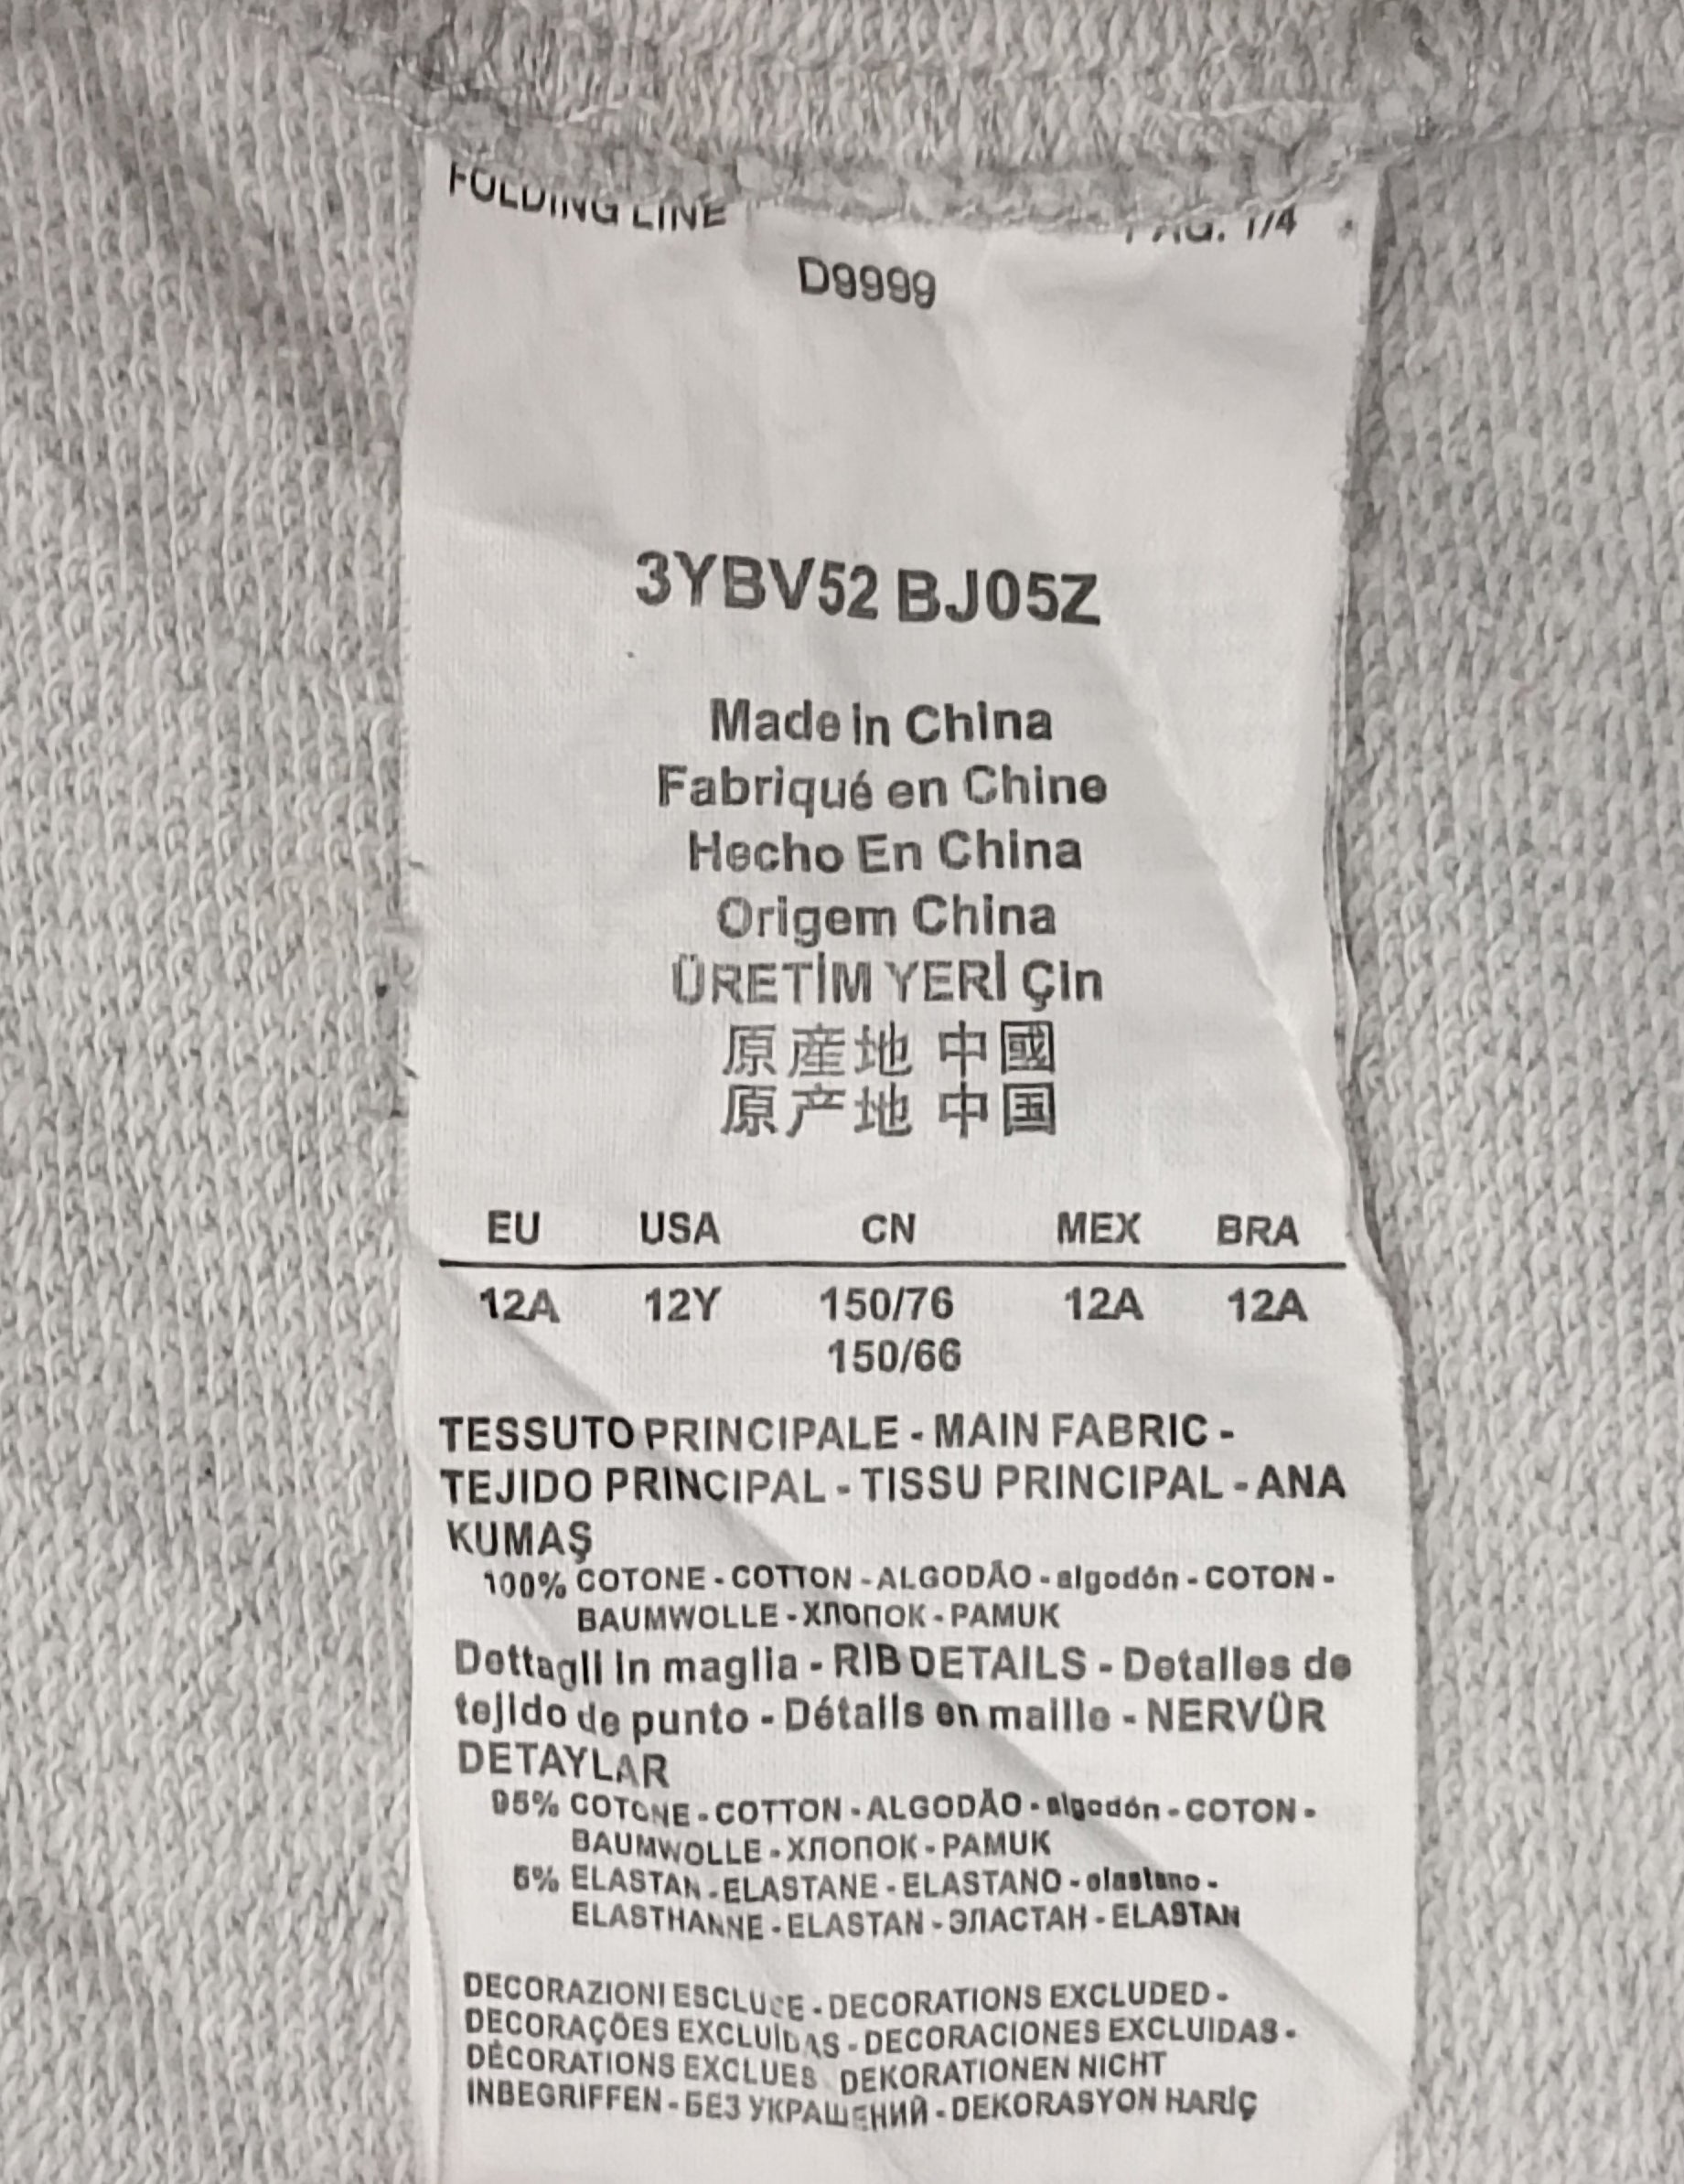 FOLDING LINE PAG. 1/4
D9999
3YBV52 BJ05Z
Made in China
Fabriqué en Chine
Hecho En China
Origem China
ÜRETİM YERİ Çin
原産地 中國
原产地 中国
EU USA CN MEX BRA
12A 12Y 150/76 12A 12A
150/66
TESSUTO PRINCIPALE - MAIN FABRIC -
TEJIDO PRINCIPAL - TISSU PRINCIPAL - ANA
KUMAŞ
100% COTONE - COTTON - ALGODÃO - algodón - COTON -
BAUMWOLLE - ХЛОПОК - PAMUK
Dettagli in maglia - RIB DETAILS - Detalles de
tejido de punto - Détails en maille - NERVÜR
DETAYLAR
95% COTONE - COTTON - ALGODÃO - algodón - COTON -
BAUMWOLLE - ХЛОПОК - PAMUK
5% ELASTAN - ELASTANE - ELASTANO - elastano -
ELASTHANNE - ELASTAN - ЭЛАСТАН - ELASTAN
DECORAZIONI ESCLUSE - DECORATIONS EXCLUDED -
DECORAÇÕES EXCLUÍDAS - DECORACIONES EXCLUIDAS -
DÉCORATIONS EXCLUES DEKORATIONEN NICHT
INBEGRIFFEN - БЕЗ УКРАШЕНИЙ - DEKORASYON HARİÇ